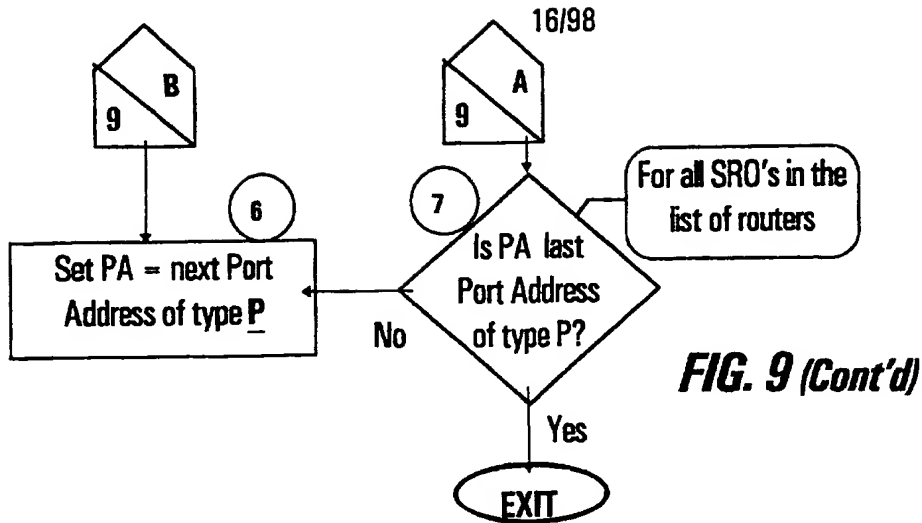 16/98
B
9
A
9
For all SRO's in the
list of routers
6
7
Set PA = next Port
Address of type P
Is PA last
Port Address
of type P?
No
FIG. 9 (Cont'd)
Yes
EXIT